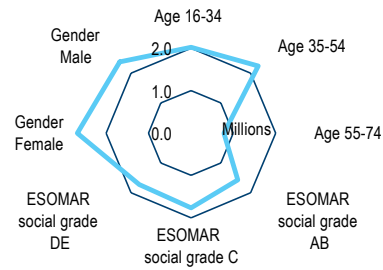 Age 16-34
Gender
Male
2.0
Age 35-54
1.0
Gender
Female
0.0
Millions
Age 55-74
ESOMAR
social grade
DE
ESOMAR
social grade C
ESOMAR
social grade
AB